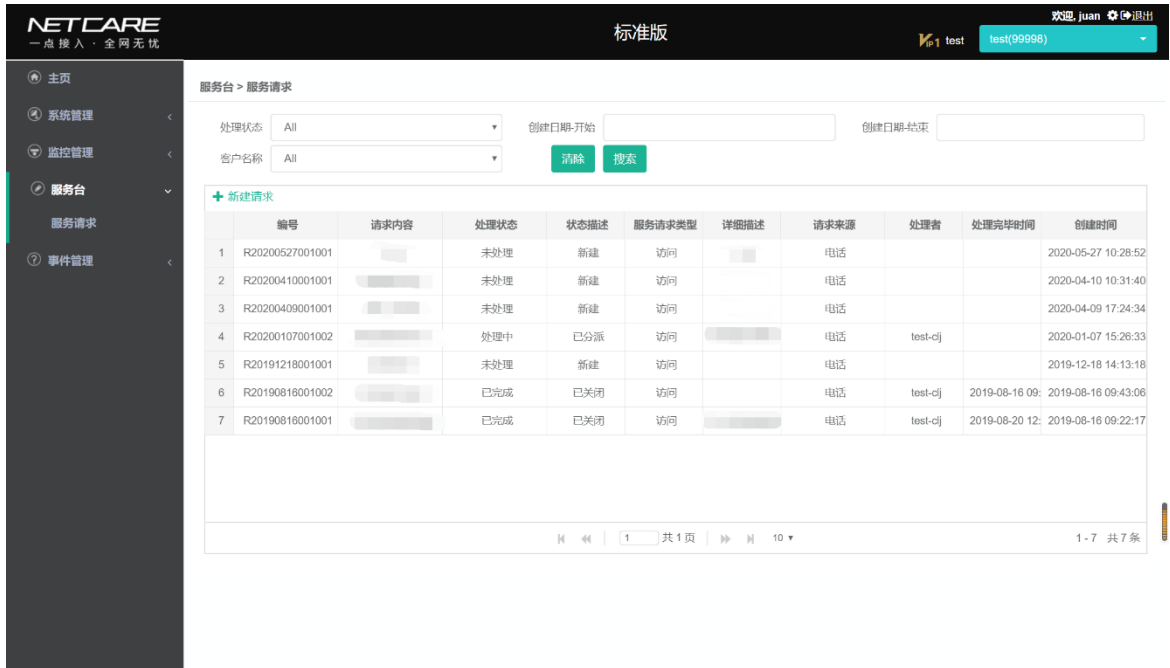 NETCARE
一点接入 · 全网无忧
标准版
欢迎, juan 退出
VIP1 test test(99998)
主页
系统管理
监控管理
服务台
服务请求
事件管理
服务台 > 服务请求
处理状态 All 创建日期-开始 创建日期-结束
客户名称 All 清除 搜索
新建请求
编号 请求内容 处理状态 状态描述 服务请求类型 详细描述 请求来源 处理者 处理完毕时间 创建时间
1 R20200527001001 未处理 新建 访问 电话 2020-05-27 10:28:52
2 R20200410001001 未处理 新建 访问 电话 2020-04-10 10:31:40
3 R20200409001001 未处理 新建 访问 电话 2020-04-09 17:24:34
4 R20200107001002 处理中 已分派 访问 电话 test-clj 2020-01-07 15:26:33
5 R20191218001001 未处理 新建 访问 电话 2019-12-18 14:13:18
6 R20190816001002 已完成 已关闭 访问 电话 test-clj 2019-08-16 09: 2019-08-16 09:43:06
7 R20190816001001 已完成 已关闭 访问 电话 test-clj 2019-08-20 12: 2019-08-16 09:22:17
1 共 1 页 10 1 - 7 共 7 条